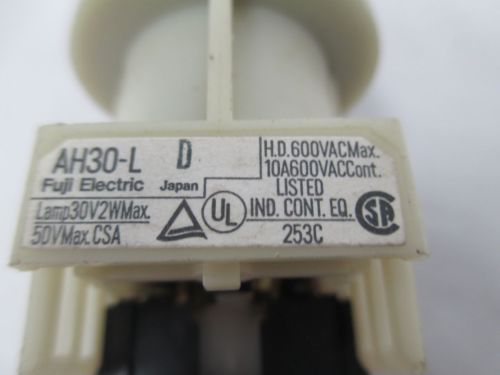 AH30-L D
Fuji Electric Japan
Lamp30V2WMax.
50VMax.CSA
UL
H.D.600VACMax.
10A600VACCont.
LISTED
IND. CONT. EQ.
253C
SA